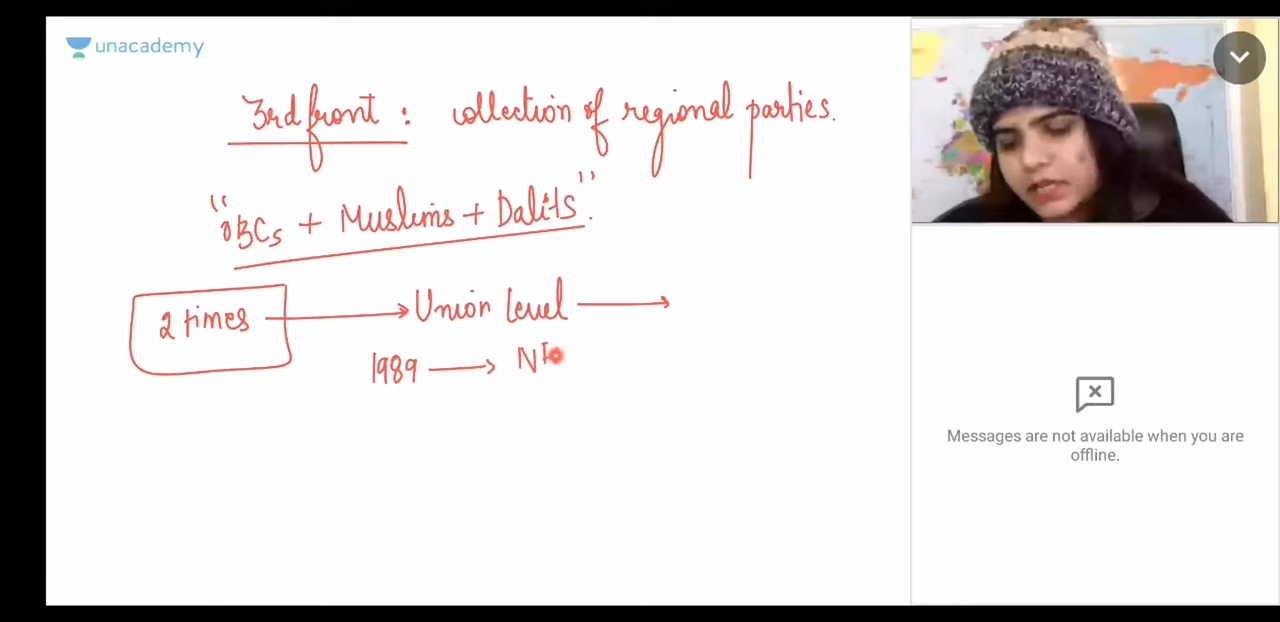 unacademy
3rd front : collection of regional parties.
"OBCs + Muslims + Dalits".
2 times → Union level →
1989 → NF
Messages are not available when you are
offline.